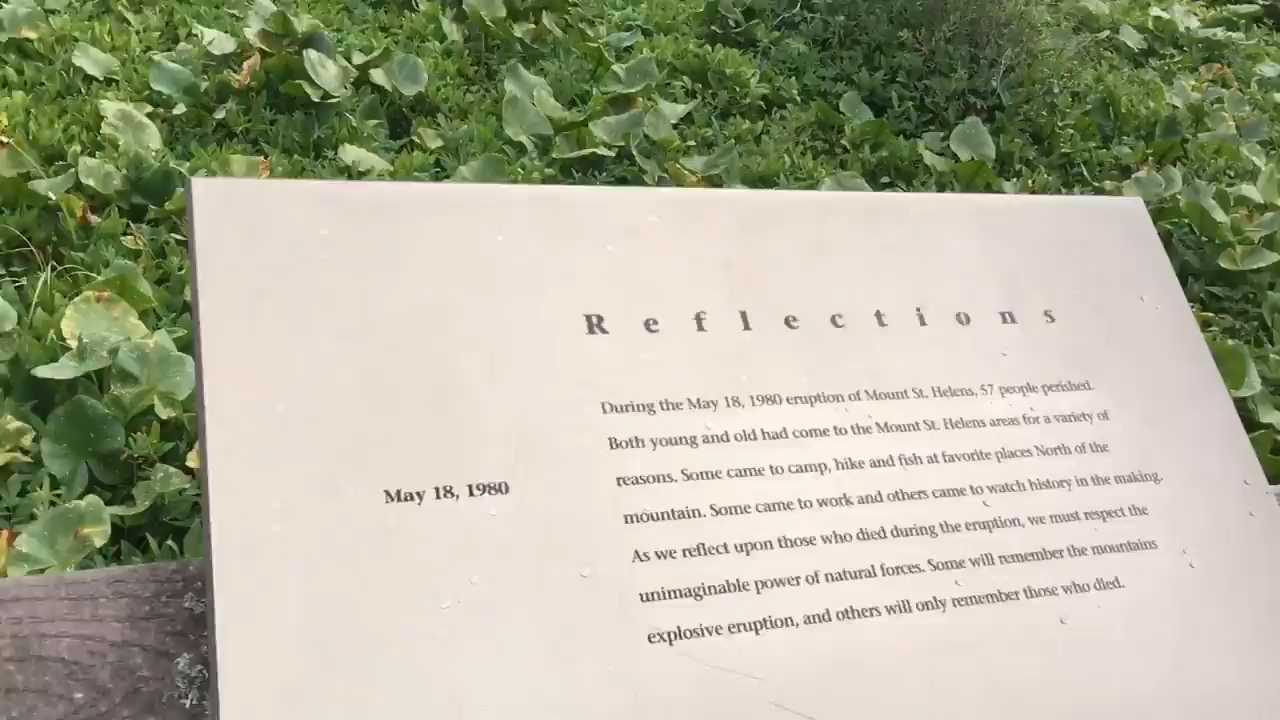 Reflections
During the May 18, 1980 eruption of Mount St. Helens, 57 people perished.
Both young and old had come to the Mount St. Helens areas for a variety of
reasons. Some came to camp, hike and fish at favorite places North of the
mountain. Some came to work and others came to watch history in the making.
As we reflect upon those who died during the eruption, we must respect the
unimaginable power of natural forces. Some will remember the mountains
explosive eruption, and others will only remember those who died.
May 18, 1980